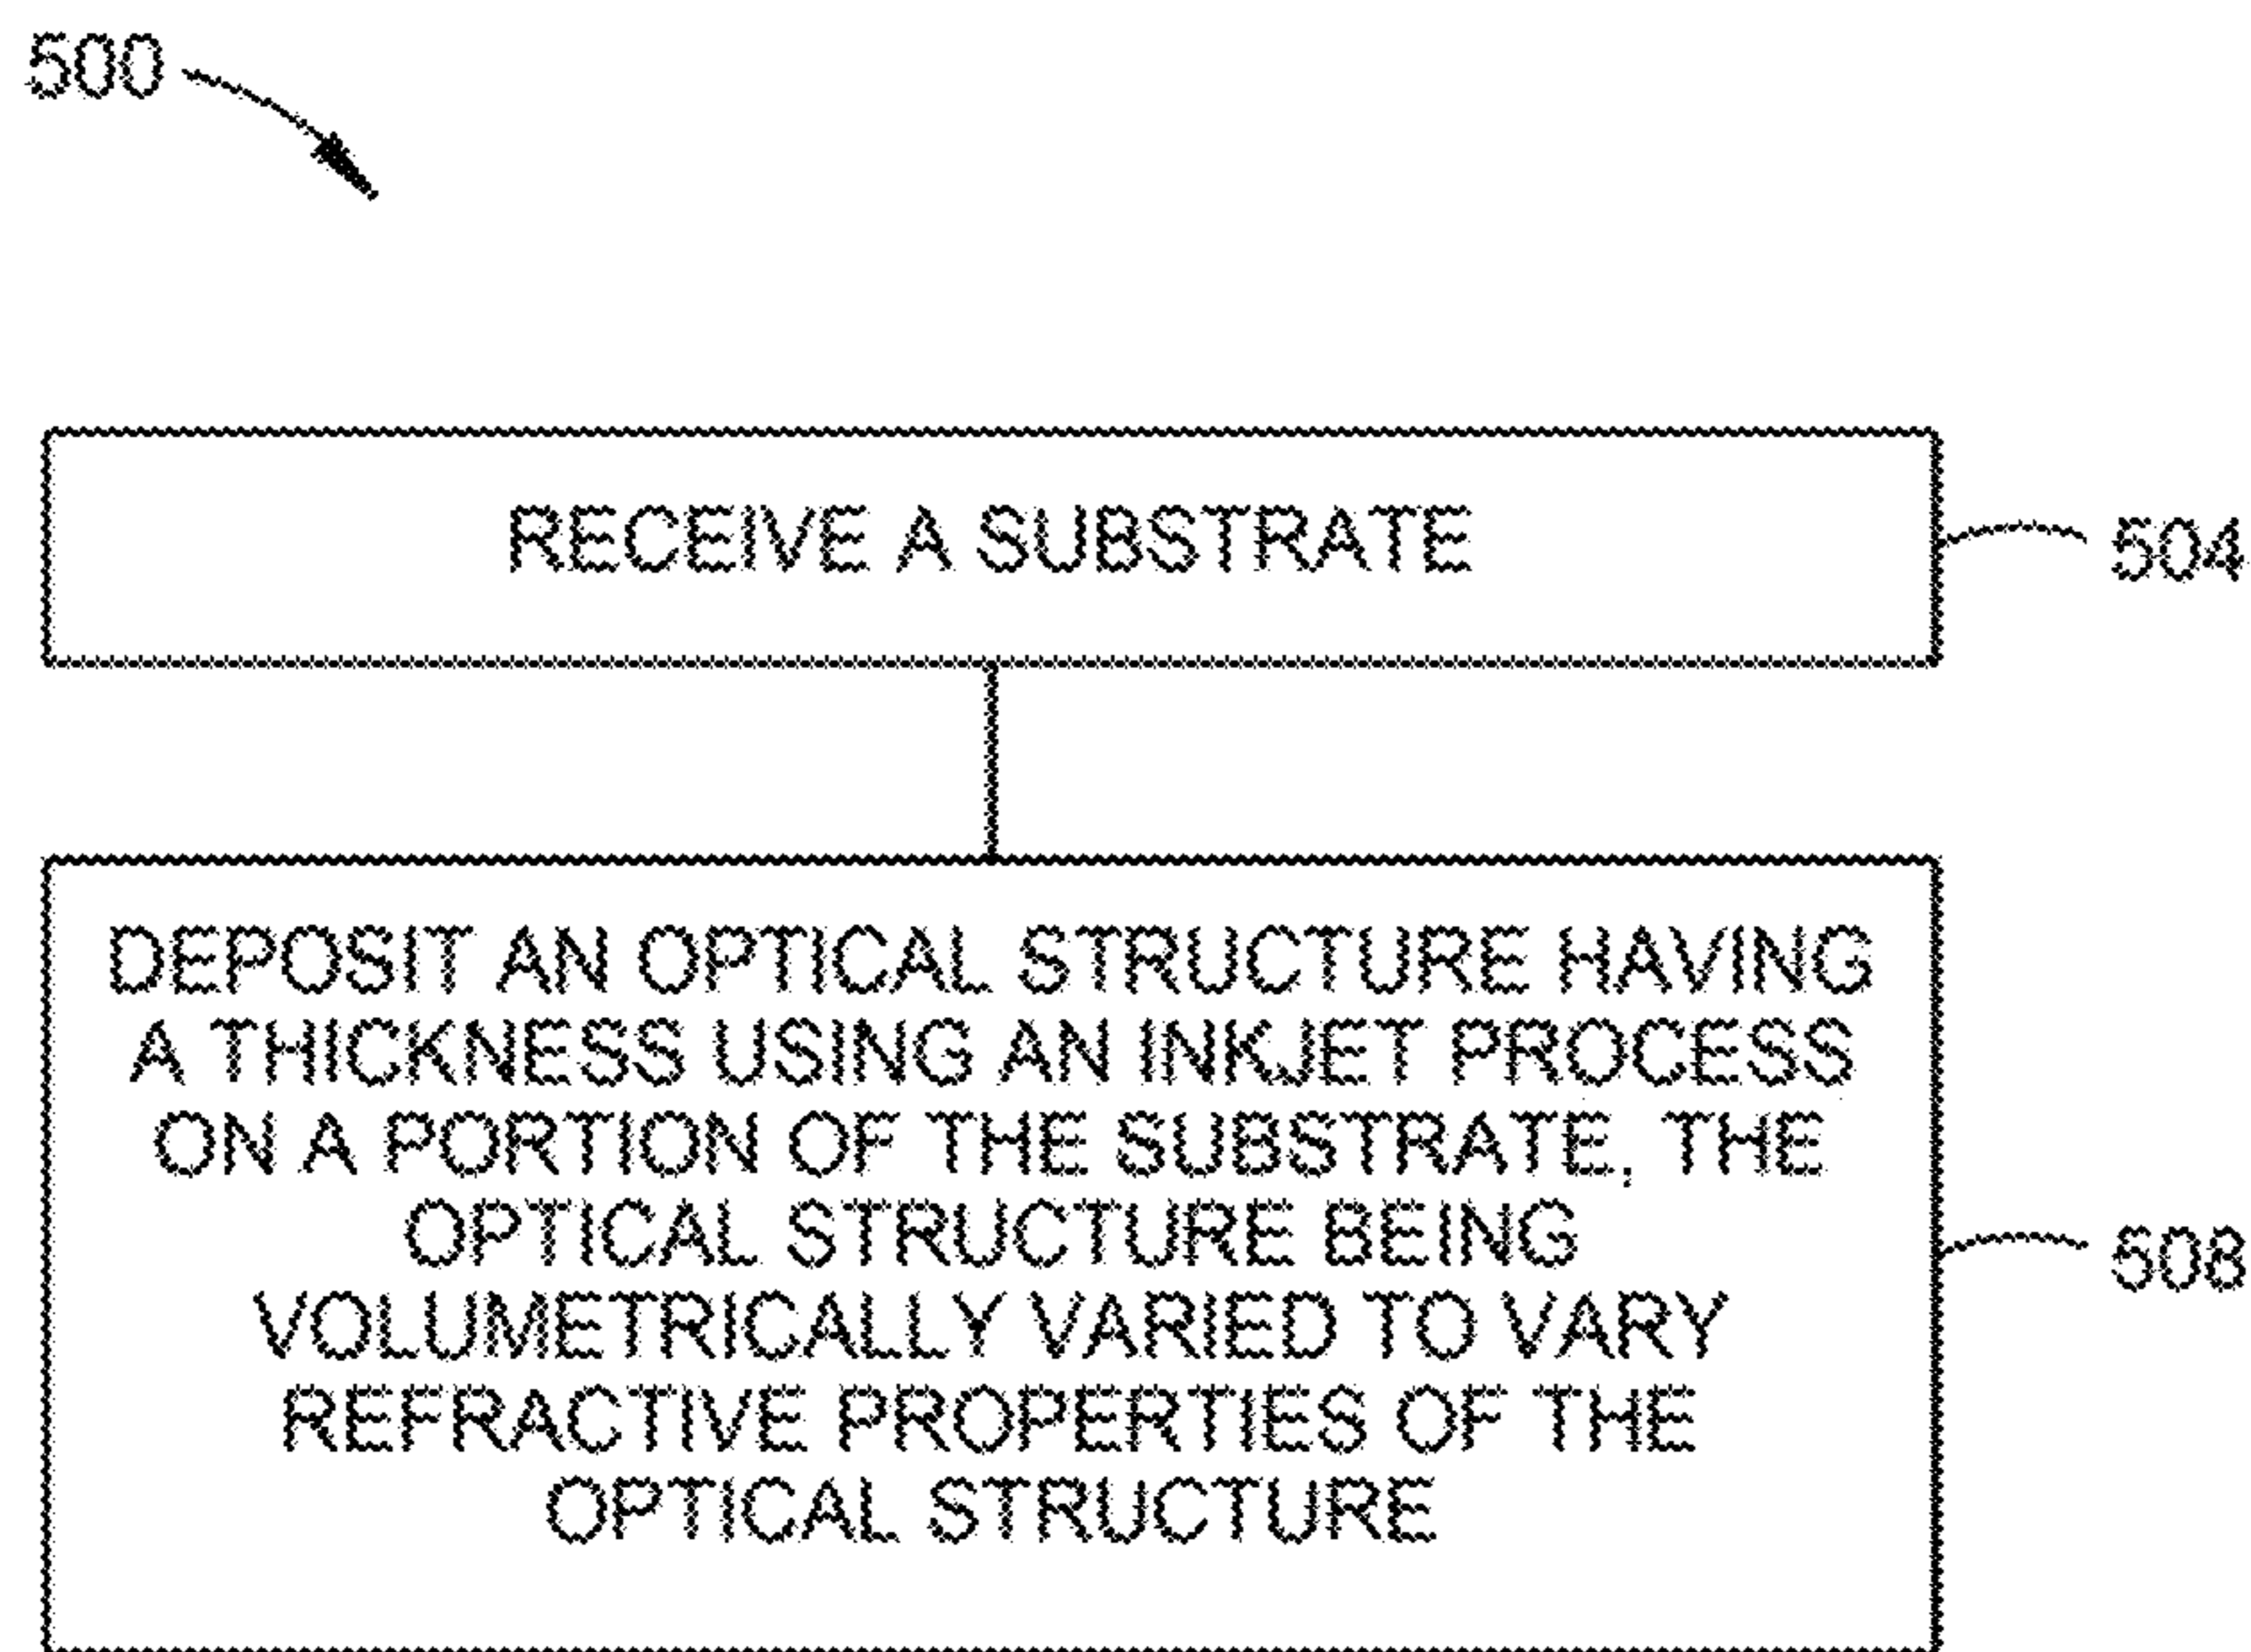 500
RECEIVE A SUBSTRATE
504
DEPOSIT AN OPTICAL STRUCTURE HAVING
A THICKNESS USING AN INKJET PROCESS
ON A PORTION OF THE SUBSTRATE, THE
OPTICAL STRUCTURE BEING
VOLUMETRICALLY VARIED TO VARY
REFRACTIVE PROPERTIES OF THE
OPTICAL STRUCTURE
508